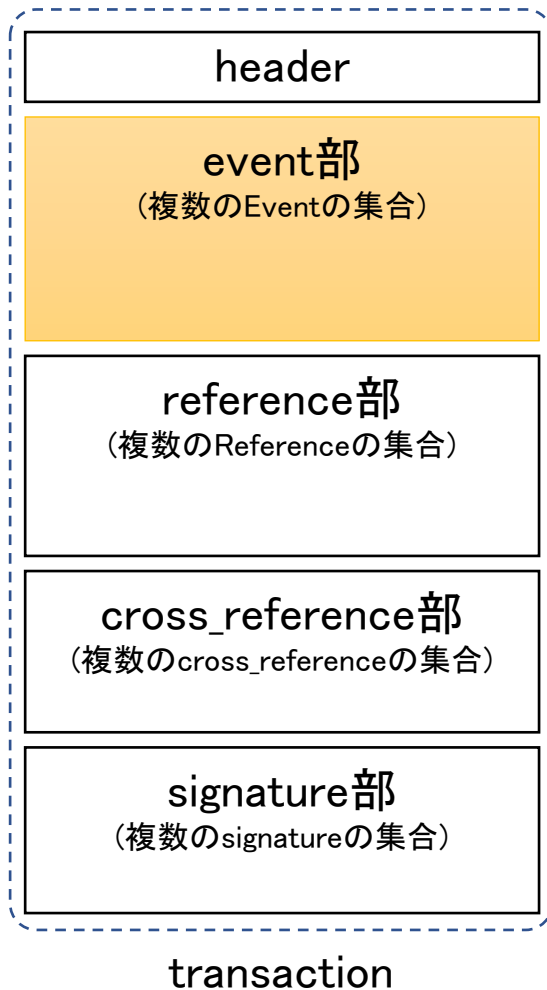 header
event部
(複数のEventの集合)
reference部
(複数のReferenceの集合)
cross_reference部
(複数のcross_referenceの集合)
signature部
(複数のsignatureの集合)
transaction